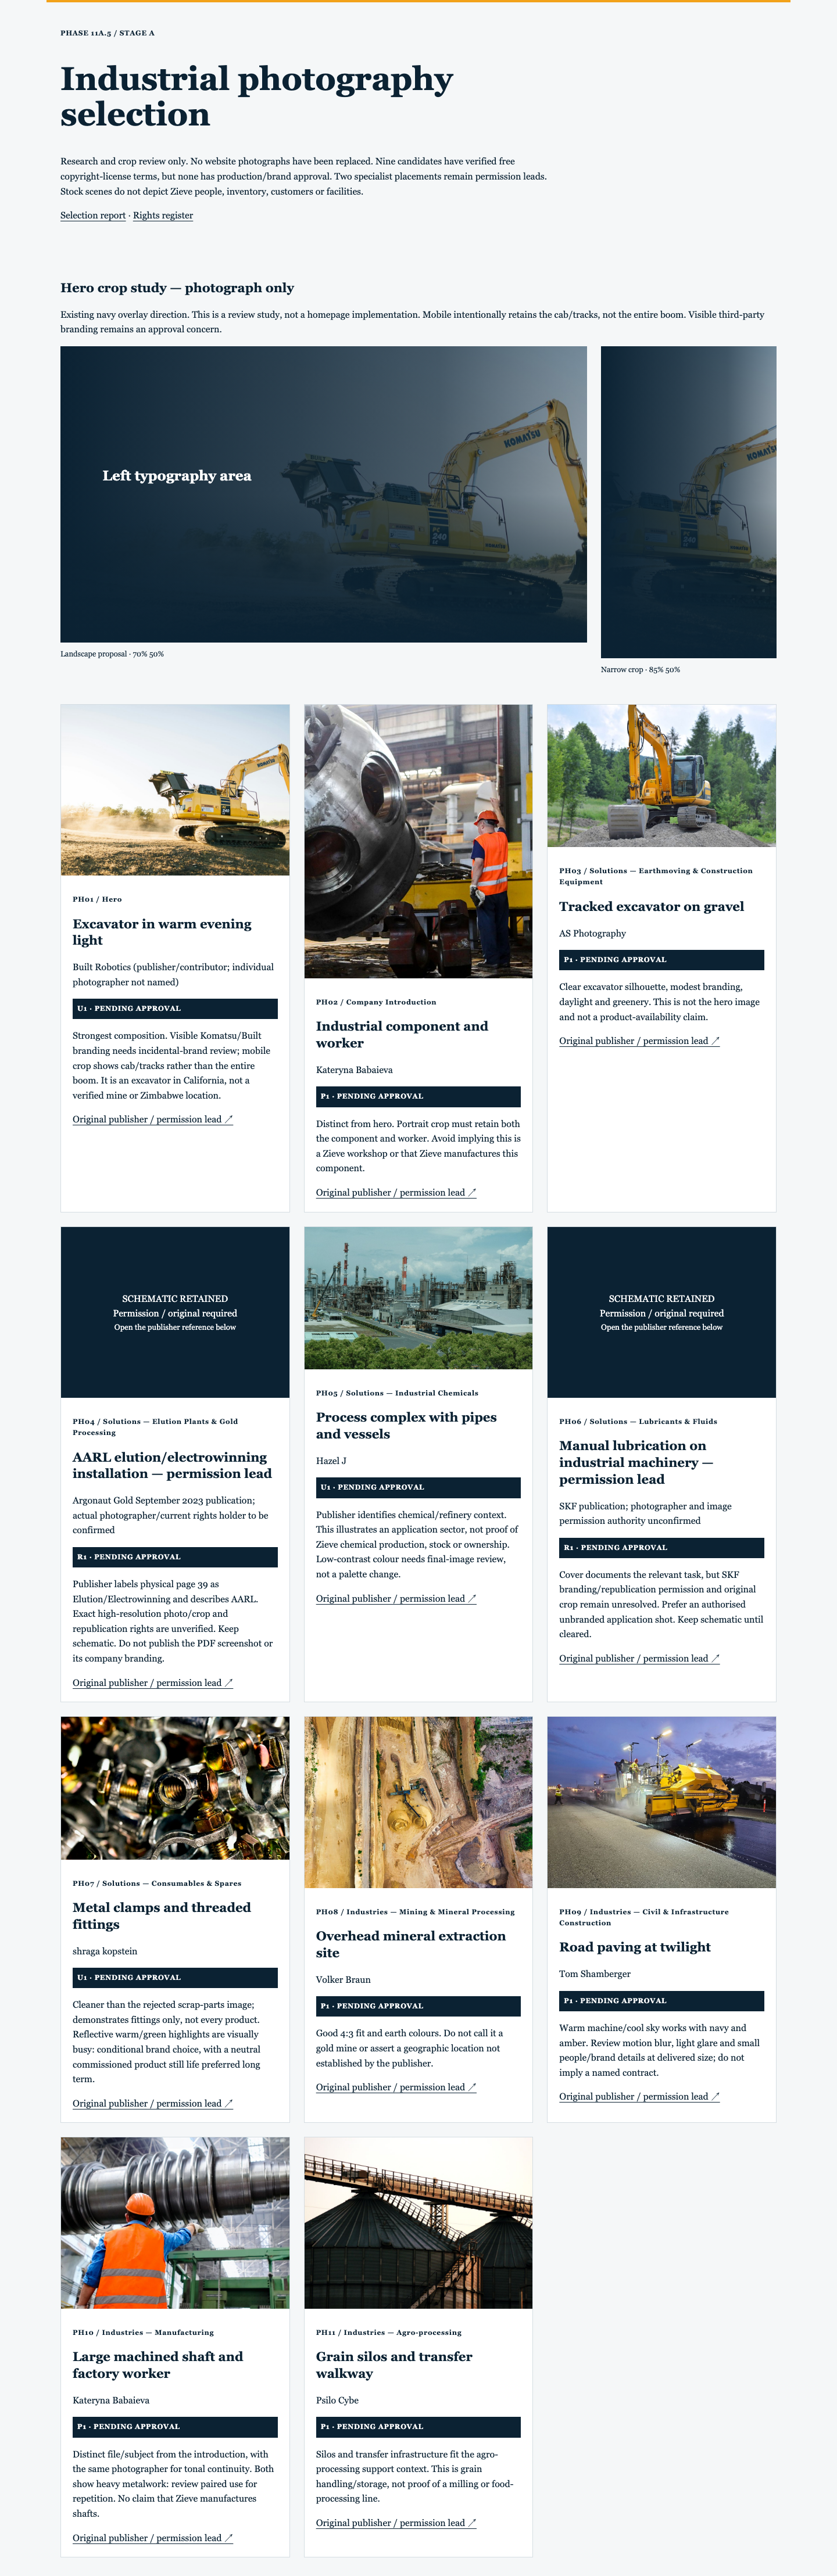 PHASE 11A.5 / STAGE A
Industrial photography
selection
Research and crop review only. No website photographs have been replaced. Nine candidates have verified free
copyright-license terms, but none has production/brand approval. Two specialist placements remain permission leads.
Stock scenes do not depict Zieve people, inventory, customers or facilities.
Selection report · Rights register
Hero crop study — photograph only
Existing navy overlay direction. This is a review study, not a homepage implementation. Mobile intentionally retains the cab/tracks, not the entire boom. Visible third-party
branding remains an approval concern.
Left typography area
KOMATSU
PC
240
KOMATSU
240
Landscape proposal · 70% 50%
Narrow crop · 85% 50%
PH01 / Hero
Excavator in warm evening
light
Built Robotics (publisher/contributor; individual
photographer not named)
U1 · PENDING APPROVAL
Strongest composition. Visible Komatsu/Built
branding needs incidental-brand review; mobile
crop shows cab/tracks rather than the entire
boom. It is an excavator in California, not a
verified mine or Zimbabwe location.
Original publisher / permission lead ↗
PH02 / Company Introduction
Industrial component and
worker
Kateryna Babaieva
P1 · PENDING APPROVAL
Distinct from hero. Portrait crop must retain both
the component and worker. Avoid implying this is
a Zieve workshop or that Zieve manufactures this
component.
Original publisher / permission lead ↗
PH03 / Solutions — Earthmoving & Construction
Equipment
Tracked excavator on gravel
AS Photography
P1 · PENDING APPROVAL
Clear excavator silhouette, modest branding,
daylight and greenery. This is not the hero image
and not a product-availability claim.
Original publisher / permission lead ↗
SCHEMATIC RETAINED
Permission / original required
Open the publisher reference below
PH04 / Solutions — Elution Plants & Gold
Processing
AARL elution/electrowinning
installation — permission lead
Argonaut Gold September 2023 publication;
actual photographer/current rights holder to be
confirmed
R1 · PENDING APPROVAL
Publisher labels physical page 39 as
Elution/Electrowinning and describes AARL.
Exact high-resolution photo/crop and
republication rights are unverified. Keep
schematic. Do not publish the PDF screenshot or
its company branding.
Original publisher / permission lead ↗
PH05 / Solutions — Industrial Chemicals
Process complex with pipes
and vessels
Hazel J
U1 · PENDING APPROVAL
Publisher identifies chemical/refinery context.
This illustrates an application sector, not proof of
Zieve chemical production, stock or ownership.
Low-contrast colour needs final-image review,
not a palette change.
Original publisher / permission lead ↗
SCHEMATIC RETAINED
Permission / original required
Open the publisher reference below
PH06 / Solutions — Lubricants & Fluids
Manual lubrication on
industrial machinery —
permission lead
SKF publication; photographer and image
permission authority unconfirmed
R1 · PENDING APPROVAL
Cover documents the relevant task, but SKF
branding/republication permission and original
crop remain unresolved. Prefer an authorised
unbranded application shot. Keep schematic until
cleared.
Original publisher / permission lead ↗
PH07 / Solutions — Consumables & Spares
Metal clamps and threaded
fittings
shraga kopstein
U1 · PENDING APPROVAL
Cleaner than the rejected scrap-parts image;
demonstrates fittings only, not every product.
Reflective warm/green highlights are visually
busy: conditional brand choice, with a neutral
commissioned product still life preferred long
term.
Original publisher / permission lead ↗
PH08 / Industries — Mining & Mineral Processing
Overhead mineral extraction
site
Volker Braun
P1 · PENDING APPROVAL
Good 4:3 fit and earth colours. Do not call it a
gold mine or assert a geographic location not
established by the publisher.
Original publisher / permission lead ↗
PH09 / Industries — Civil & Infrastructure
Construction
Road paving at twilight
Tom Shamberger
P1 · PENDING APPROVAL
Warm machine/cool sky works with navy and
amber. Review motion blur, light glare and small
people/brand details at delivered size; do not
imply a named contract.
Original publisher / permission lead ↗
PH10 / Industries — Manufacturing
Large machined shaft and
factory worker
Kateryna Babaieva
P1 · PENDING APPROVAL
Distinct file/subject from the introduction, with
the same photographer for tonal continuity. Both
show heavy metalwork: review paired use for
repetition. No claim that Zieve manufactures
shafts.
Original publisher / permission lead ↗
PH11 / Industries — Agro-processing
Grain silos and transfer
walkway
Psilo Cybe
P1 · PENDING APPROVAL
Silos and transfer infrastructure fit the agro-
processing support context. This is grain
handling/storage, not proof of a milling or food-
processing line.
Original publisher / permission lead ↗